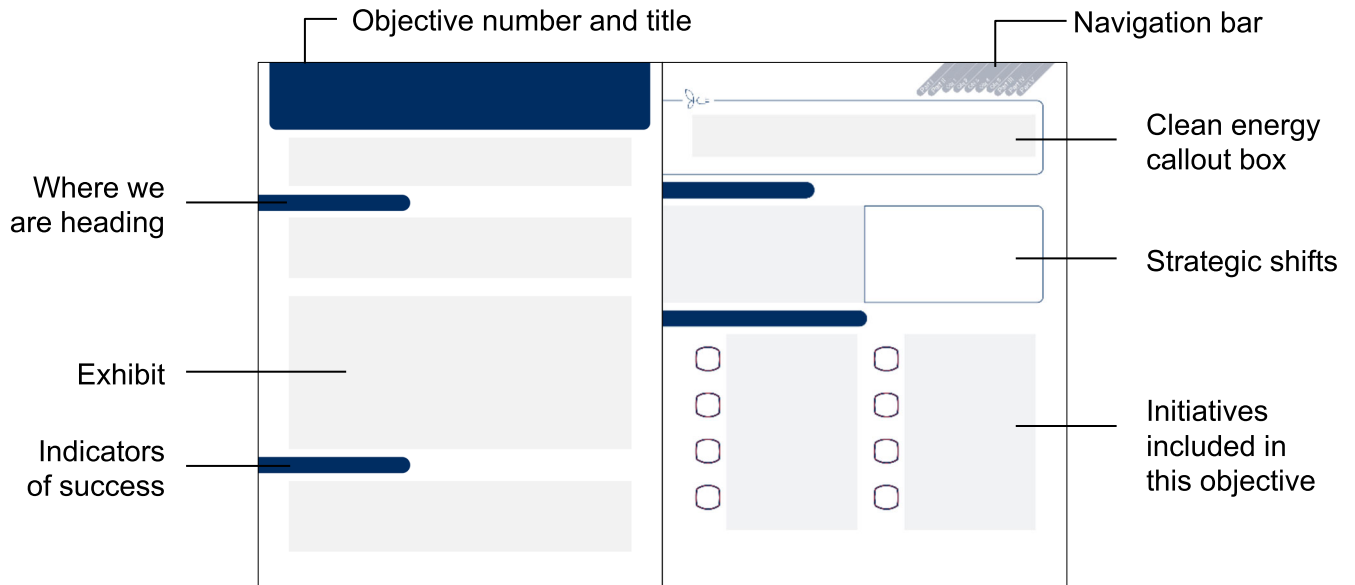 Objective number and title
Navigation bar
Clean energy
callout box
Where we
are heading
Strategic shifts
Exhibit
Initiatives
included in
this objective
Indicators
of success